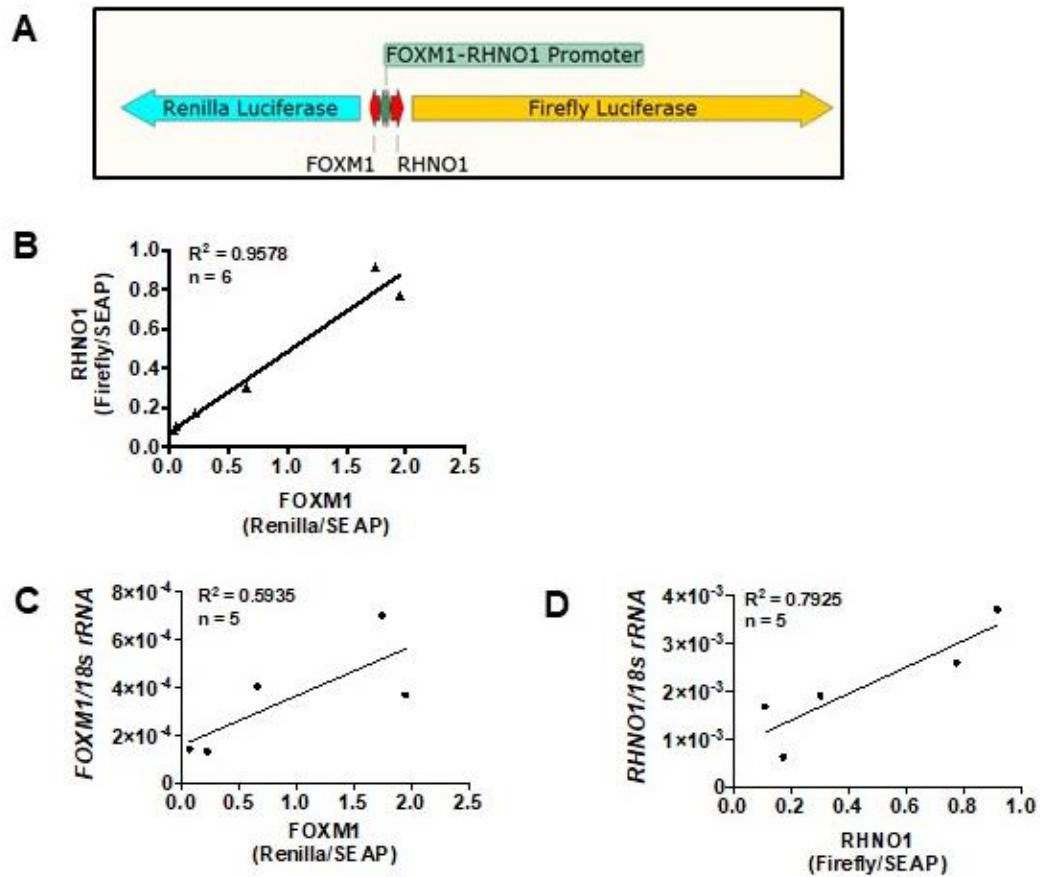 A
FOXM1-RHNO1 Promoter
Renilla Luciferase
Firefly Luciferase
FOXM1
RHNO1
B
R² = 0.9578
n = 6
RHNO1
(Firefly/SEAP)
1.0
0.8
0.6
0.4
0.2
0.0
0.0 0.5 1.0 1.5 2.0 2.5
FOXM1
(Renilla/SEAP)
C
R² = 0.5935
n = 5
FOXM1/18s rRNA
8×10⁻⁴
6×10⁻⁴
4×10⁻⁴
2×10⁻⁴
0
0.0 0.5 1.0 1.5 2.0 2.5
FOXM1
(Renilla/SEAP)
D
R² = 0.7925
n = 5
RHNO1/18s rRNA
4×10⁻³
3×10⁻³
2×10⁻³
1×10⁻³
0
0.0 0.2 0.4 0.6 0.8 1.0
RHNO1
(Firefly/SEAP)